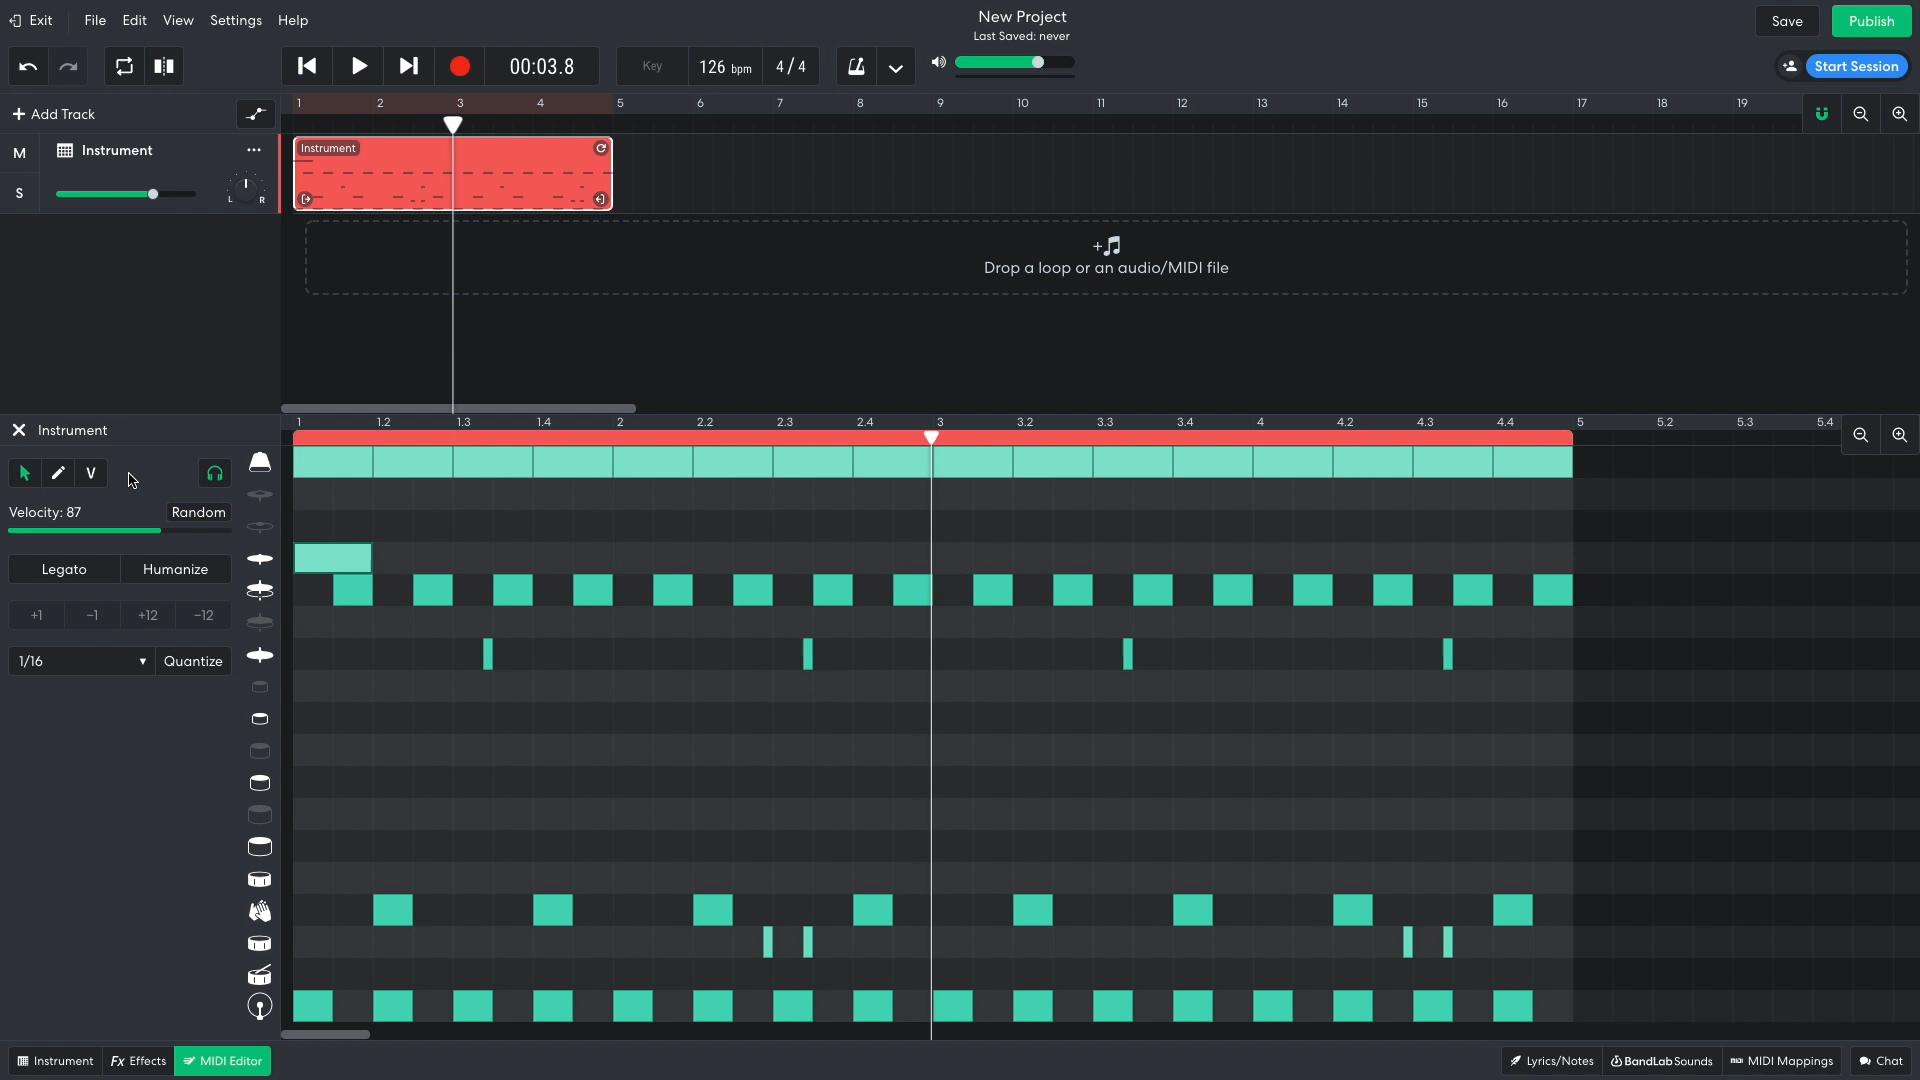 Exit File Edit View Settings Help
New Project
Last Saved: never
Save Publish
00:03.8 Key 126 bpm 4/4
Start Session
Add Track
1 2 3 4 5 6 7 8 9 10 11 12 13 14 15 16 17 18 19
M Instrument ...
Instrument
S L R
Drop a loop or an audio/MIDI file
Instrument
1 1.2 1.3 1.4 2 2.2 2.3 2.4 3 3.2 3.3 3.4 4 4.2 4.3 4.4 5 5.2 5.3 5.4
V
Velocity: 87 Random
Legato Humanize
+1 -1 +12 -12
1/16 Quantize
Instrument Fx Effects MIDI Editor Lyrics/Notes BandLab Sounds MIDI MIDI Mappings Chat